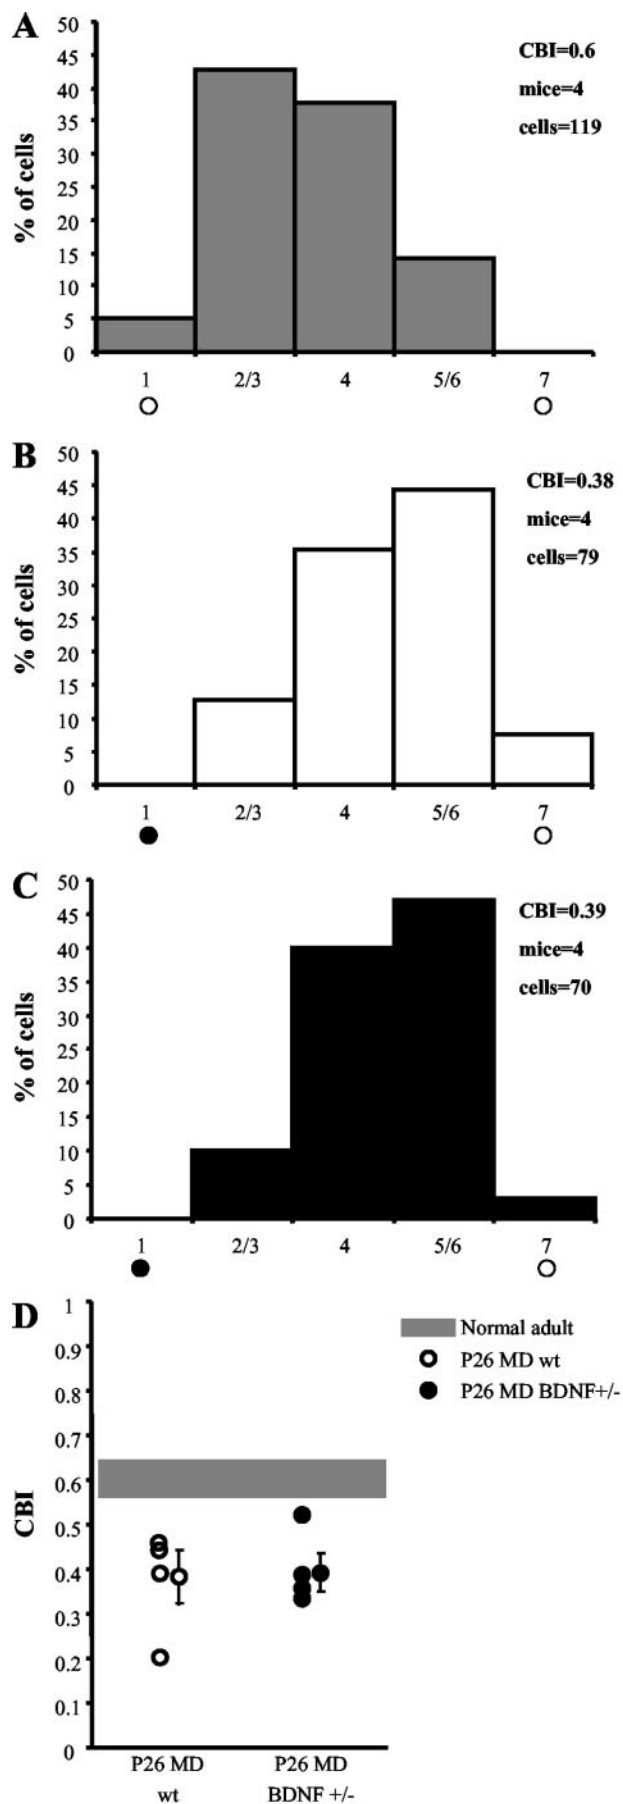 A
50
45
40
35
30
25
20
15
10
5
0
% of cells
CBI=0.6
mice=4
cells=119
1 2/3 4 5/6 7
B
50
45
40
35
30
25
20
15
10
5
0
% of cells
CBI=0.38
mice=4
cells=79
1 2/3 4 5/6 7
C
50
45
40
35
30
25
20
15
10
5
0
% of cells
CBI=0.39
mice=4
cells=70
1 2/3 4 5/6 7
D
1
0.9
0.8
0.7
0.6
0.5
0.4
0.3
0.2
0.1
0
CBI
Normal adult
P26 MD wt
P26 MD BDNF+/-
P26 MD
wt
P26 MD
BDNF +/-